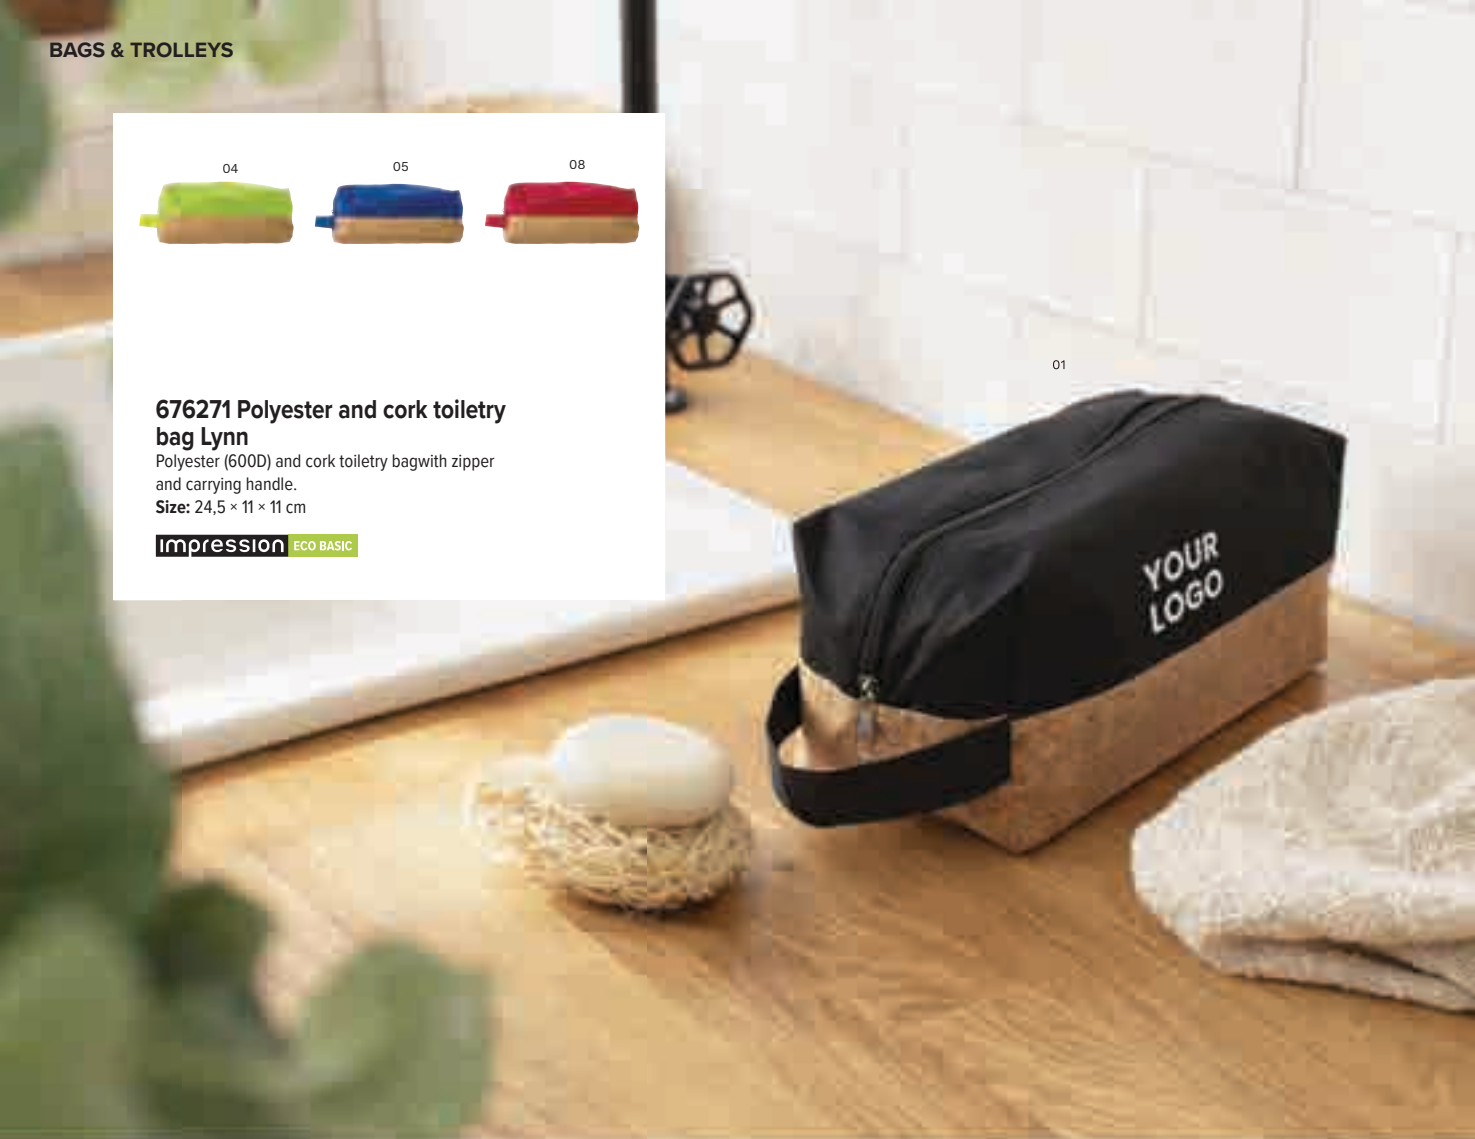 BAGS & TROLLEYS
04
05
08
01
676271 Polyester and cork toiletry
bag Lynn
Polyester (600D) and cork toiletry bagwith zipper
and carrying handle.
Size: 24,5 × 11 × 11 cm
impression ECO BASIC
YOUR
LOGO